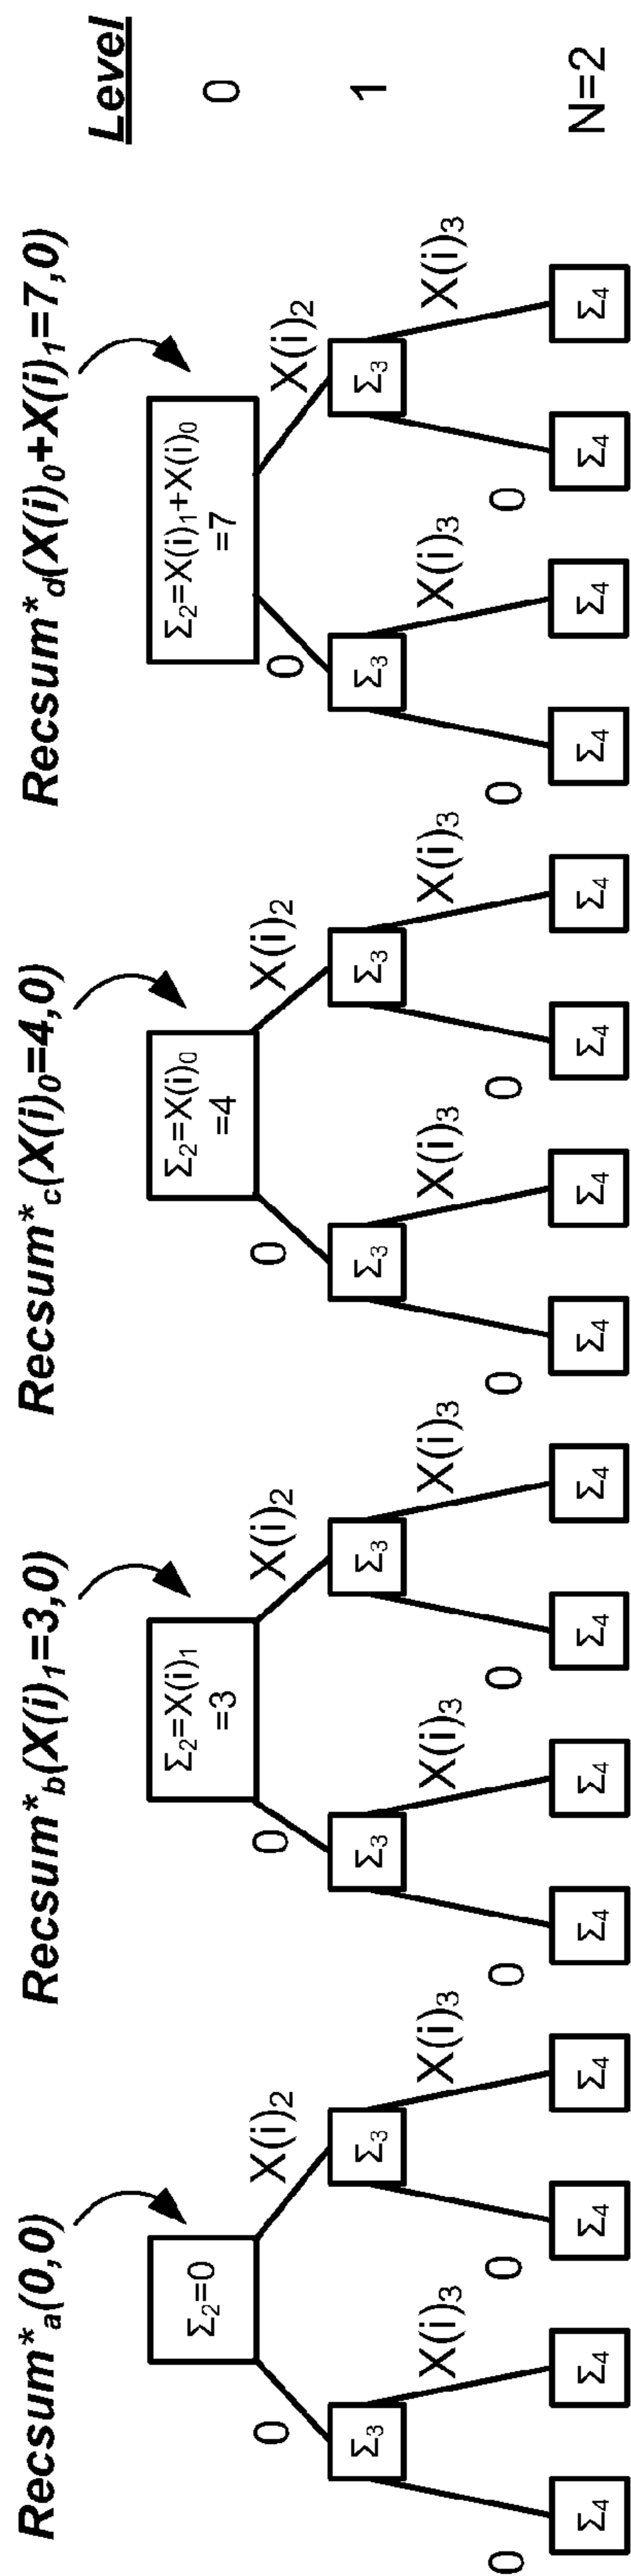 Recsum*a(0,0) Recsum*b(X(i)1=3,0) Recsum*c(X(i)0=4,0) Recsum*d(X(i)0+X(i)1=7,0) Level
Σ2=0 Σ2=X(i)1 Σ2=X(i)0 Σ2=X(i)1+X(i)0 0
=3 =4 =7
0 X(i)2 0 X(i)2 0 X(i)2 0 X(i)2
Σ3 Σ3 Σ3 Σ3 Σ3 Σ3 Σ3 Σ3 1
0 X(i)3 0 X(i)3 0 X(i)3 0 X(i)3 0 X(i)3 0 X(i)3 0 X(i)3 0 X(i)3
Σ4 Σ4 Σ4 Σ4 Σ4 Σ4 Σ4 Σ4 Σ4 Σ4 Σ4 Σ4 Σ4 Σ4 Σ4 Σ4 N=2